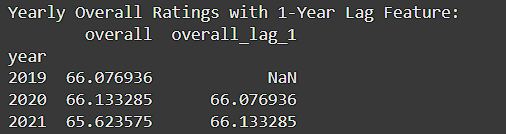 Yearly Overall Ratings with 1-Year Lag Feature:
overall overall_lag_1
year
2019 66.076936 NaN
2020 66.133285 66.076936
2021 65.623575 66.133285